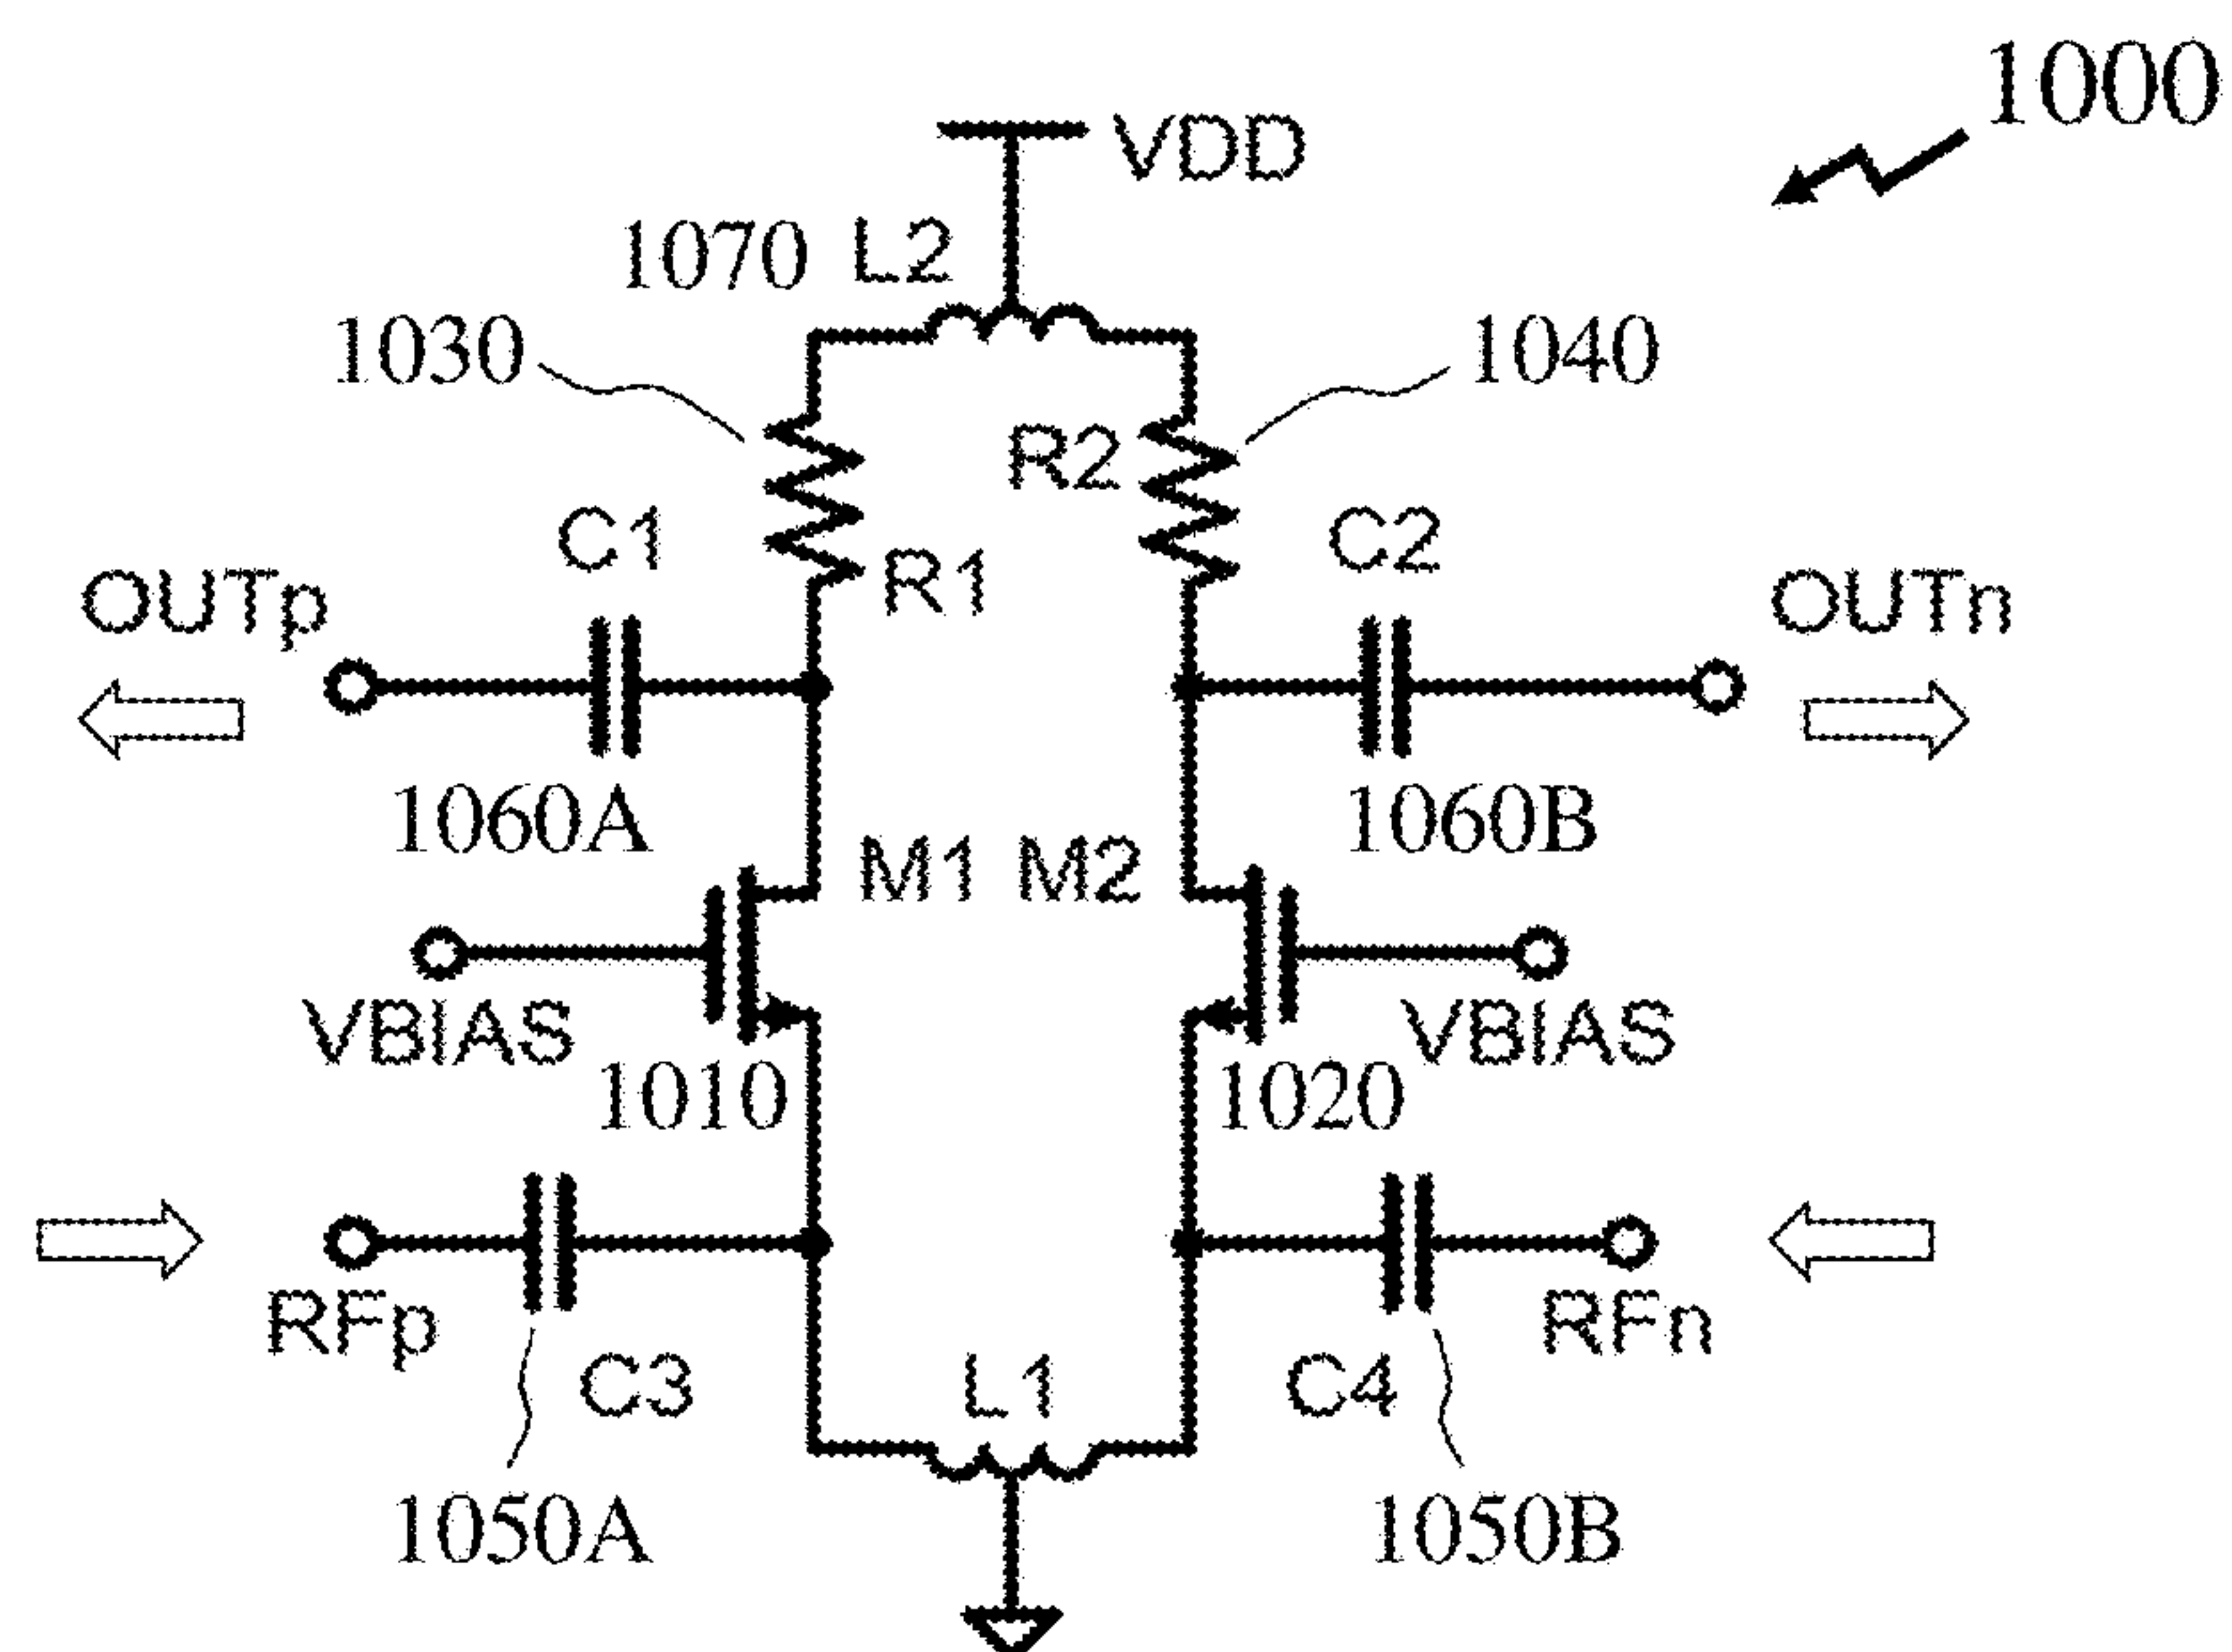 1000
VDD
1070 L2
1030
1040
R2
C1
R1
C2
OUTp
OUTn
1060A
1060B
M1 M2
VBIAS
VBIAS
1010
1020
RFp
RFn
C3
L1
C4
1050A
1050B